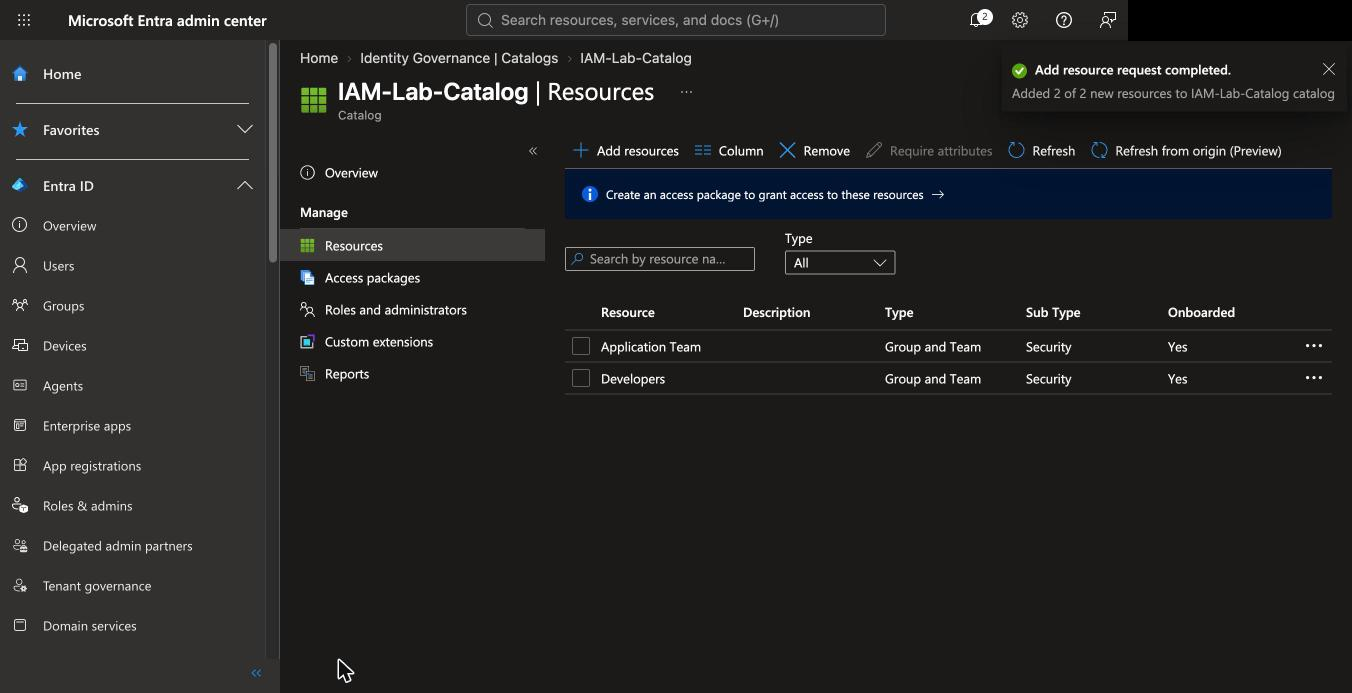 Microsoft Entra admin center
Search resources, services, and docs (G+/)
2
Home
Favorites
Entra ID
Overview
Users
Groups
Devices
Agents
Enterprise apps
App registrations
Roles & admins
Delegated admin partners
Tenant governance
Domain services
«
Home > Identity Governance | Catalogs > IAM-Lab-Catalog
IAM-Lab-Catalog | Resources ...
Catalog
«
Overview
Manage
Resources
Access packages
Roles and administrators
Custom extensions
Reports
Add resource request completed.
Added 2 of 2 new resources to IAM-Lab-Catalog catalog
Add resources Column Remove Require attributes Refresh Refresh from origin (Preview)
Create an access package to grant access to these resources →
Type
Search by resource na... All
Resource Description Type Sub Type Onboarded
Application Team Group and Team Security Yes ...
Developers Group and Team Security Yes ...